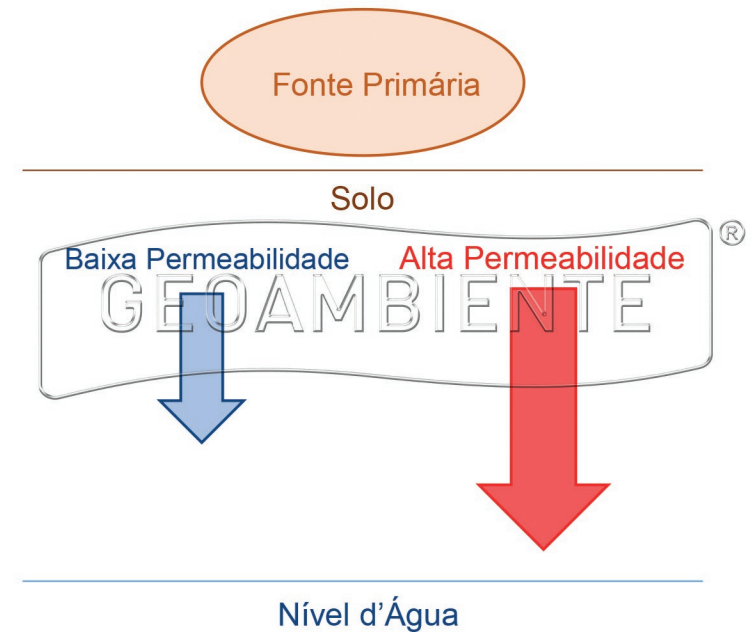 Fonte Primária
Solo
®
Baixa Permeabilidade
Alta Permeabilidade
GEOAMBIENTE
Nível d’Água